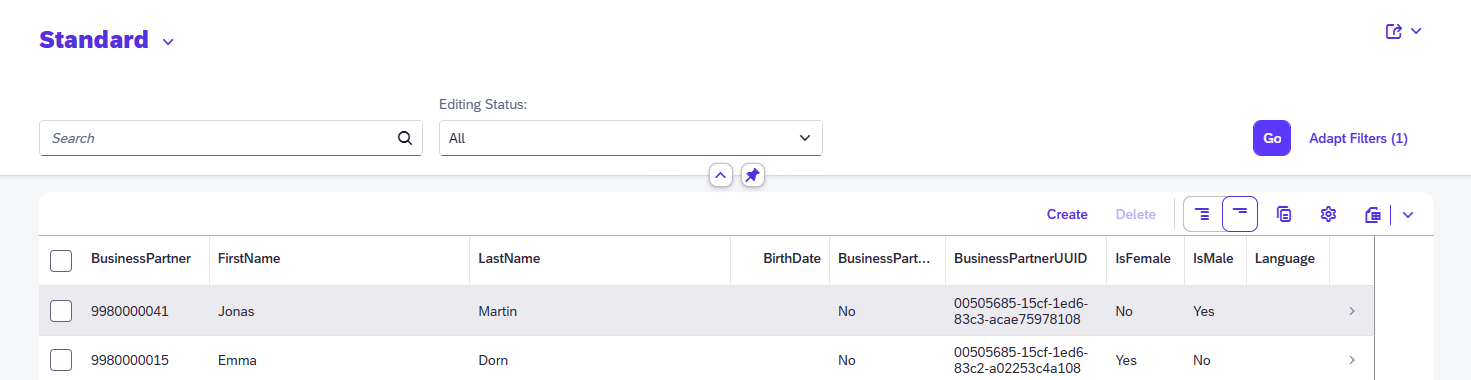 Standard
Editing Status:
Search
All
Go
Adapt Filters (1)
Create
Delete
BusinessPartner
FirstName
LastName
BirthDate
BusinessPart...
BusinessPartnerUUID
IsFemale
IsMale
Language
9980000041
Jonas
Martin
No
00505685-15cf-1ed6-
83c3-acae75978108
No
Yes
9980000015
Emma
Dorn
No
00505685-15cf-1ed6-
83c2-a02253c4a108
Yes
No